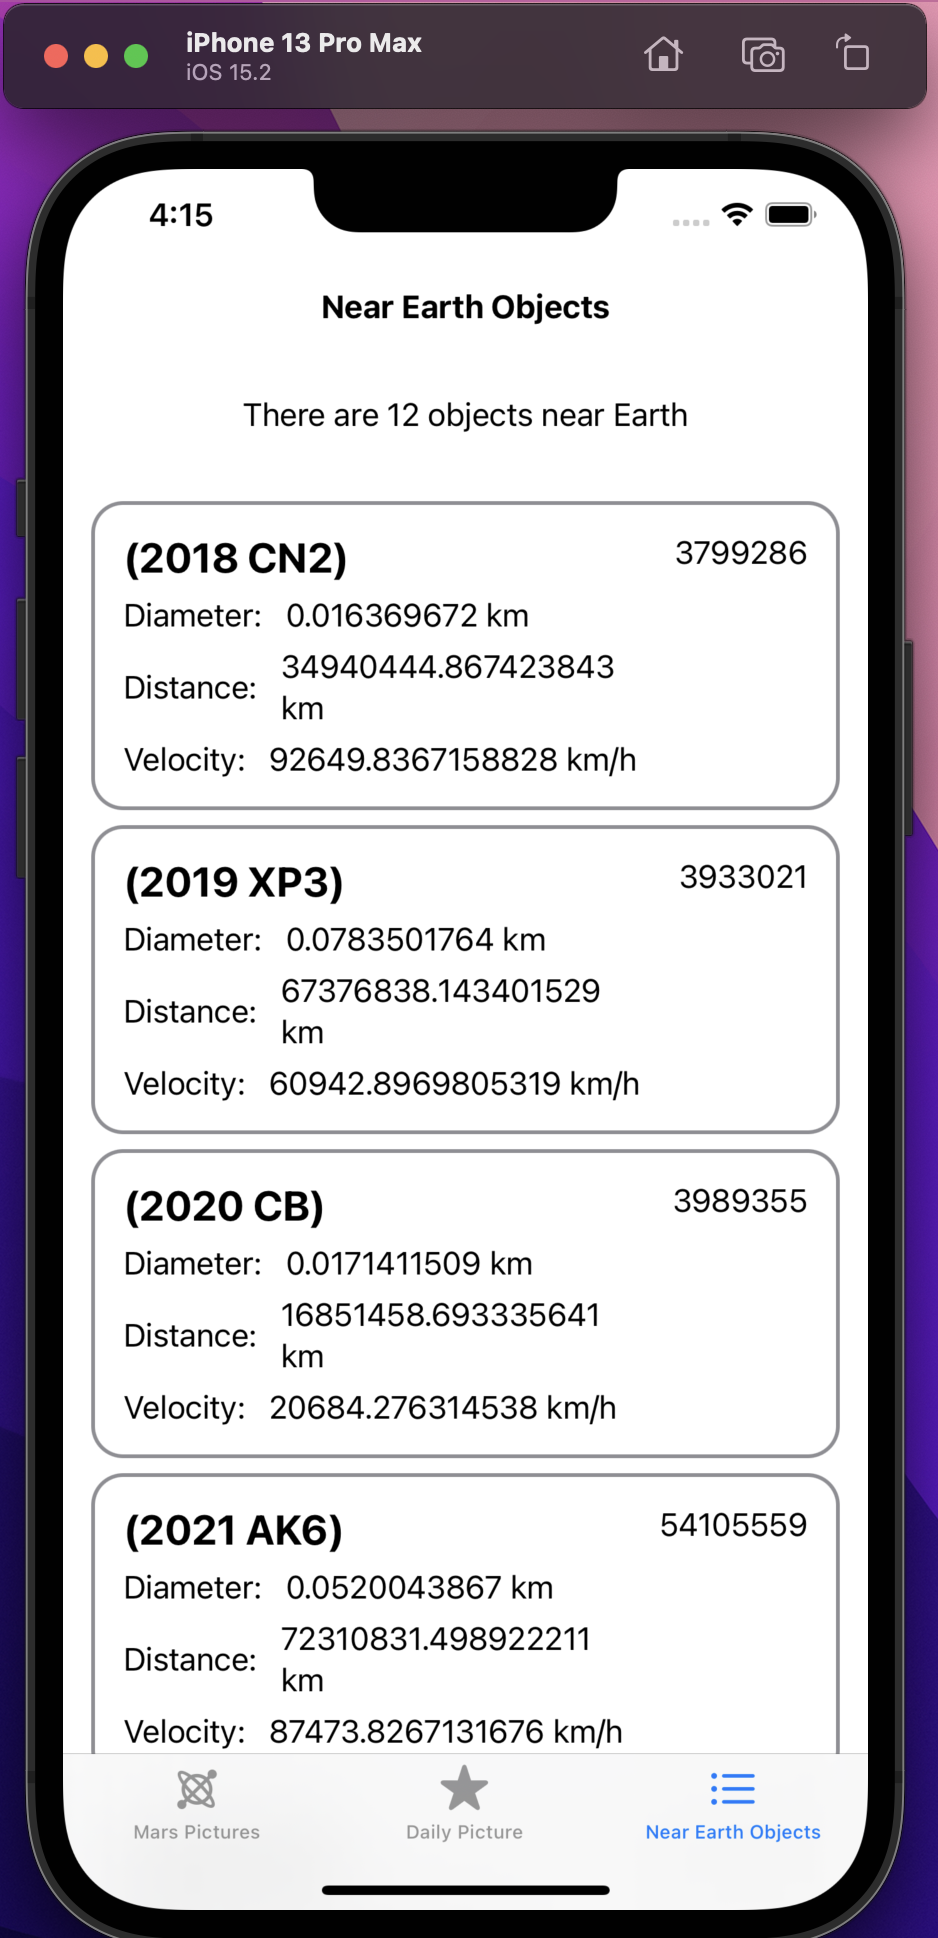 iPhone 13 Pro Max
iOS 15.2
4:15
Near Earth Objects
There are 12 objects near Earth
(2018 CN2) 3799286
Diameter: 0.016369672 km
Distance: 34940444.867423843
km
Velocity: 92649.8367158828 km/h
(2019 XP3) 3933021
Diameter: 0.0783501764 km
Distance: 67376838.143401529
km
Velocity: 60942.8969805319 km/h
(2020 CB) 3989355
Diameter: 0.0171411509 km
Distance: 16851458.693335641
km
Velocity: 20684.276314538 km/h
(2021 AK6) 54105559
Diameter: 0.0520043867 km
Distance: 72310831.498922211
km
Velocity: 87473.8267131676 km/h
Mars Pictures Daily Picture Near Earth Objects